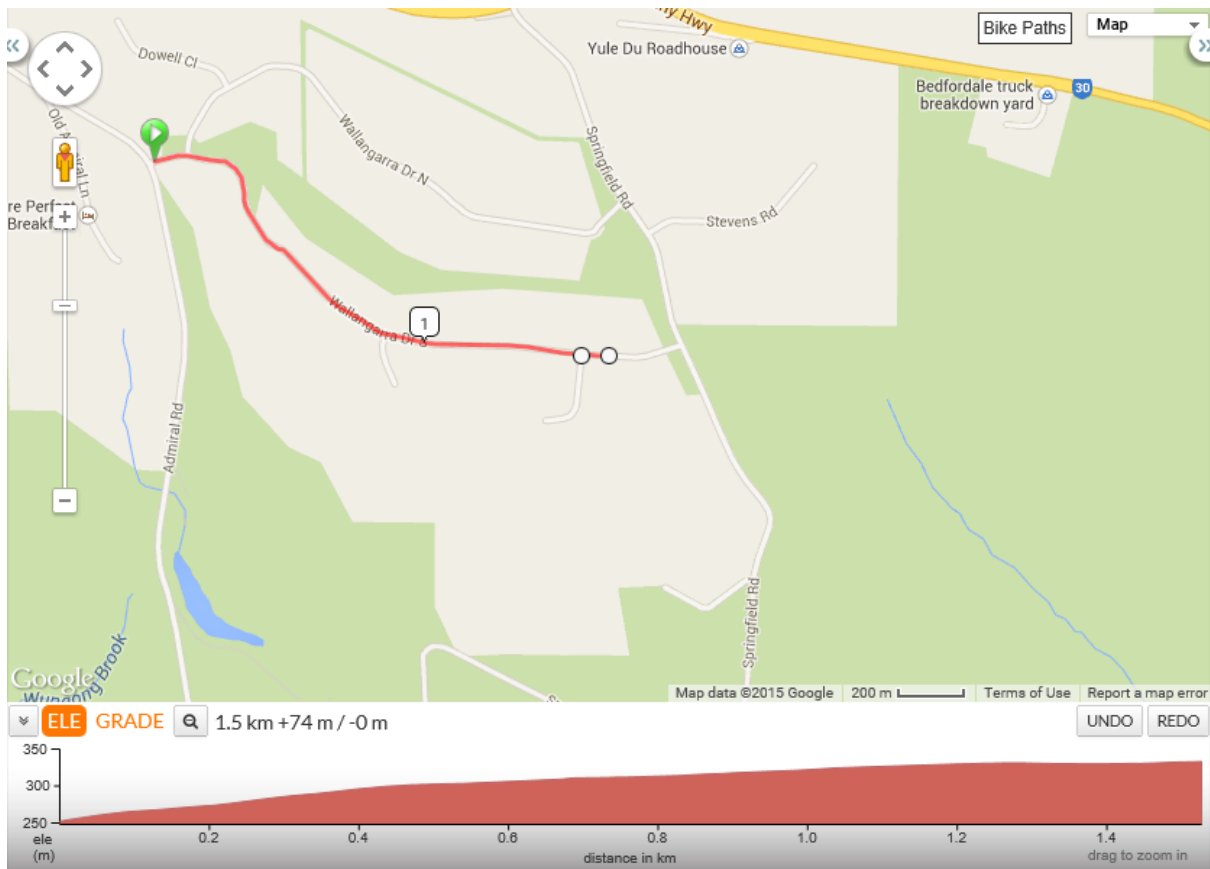 ny Hwy
Bike Paths
Map
Yule Du Roadhouse
Dowell Cl
Bedfordale truck
breakdown yard
30
Old Admiral Ln
Wallangarra Dr N
Springfield Rd
re Perfect
Breakfast
Stevens Rd
1
Wallangarra Dr S
Admiral Rd
Springfield Rd
Google
Wungong Brook
Map data ©2015 Google
200 m
Terms of Use
Report a map error
ELE
GRADE
1.5 km +74 m / -0 m
UNDO
REDO
350
300
250
ele
(m)
0.2
0.4
0.6
0.8
1.0
1.2
1.4
distance in km
drag to zoom in